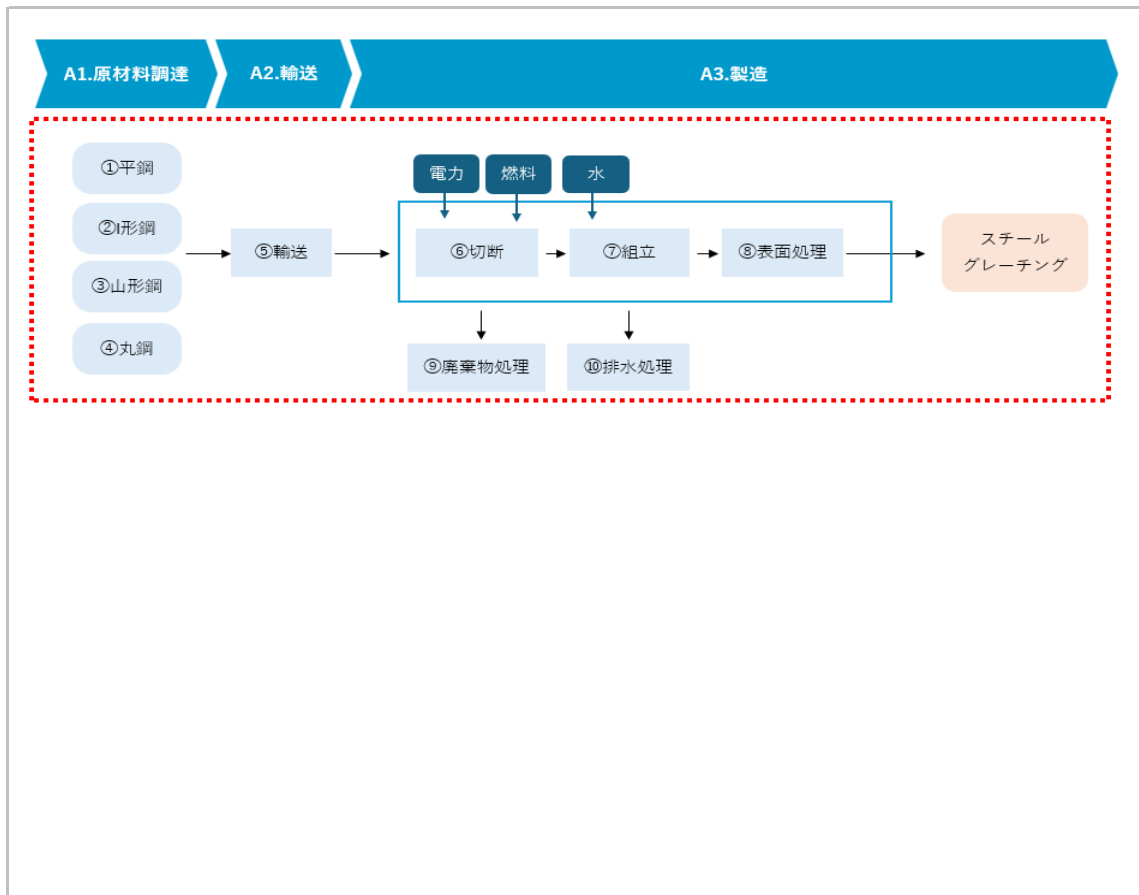 A1.原材料調達
A2.輸送
A3.製造
①平鋼
②I形鋼
③山形鋼
④丸鋼
⑤輸送
電力
燃料
水
⑥切断
⑦組立
⑧表面処理
⑨廃棄物処理
⑩排水処理
スチール
グレーチング